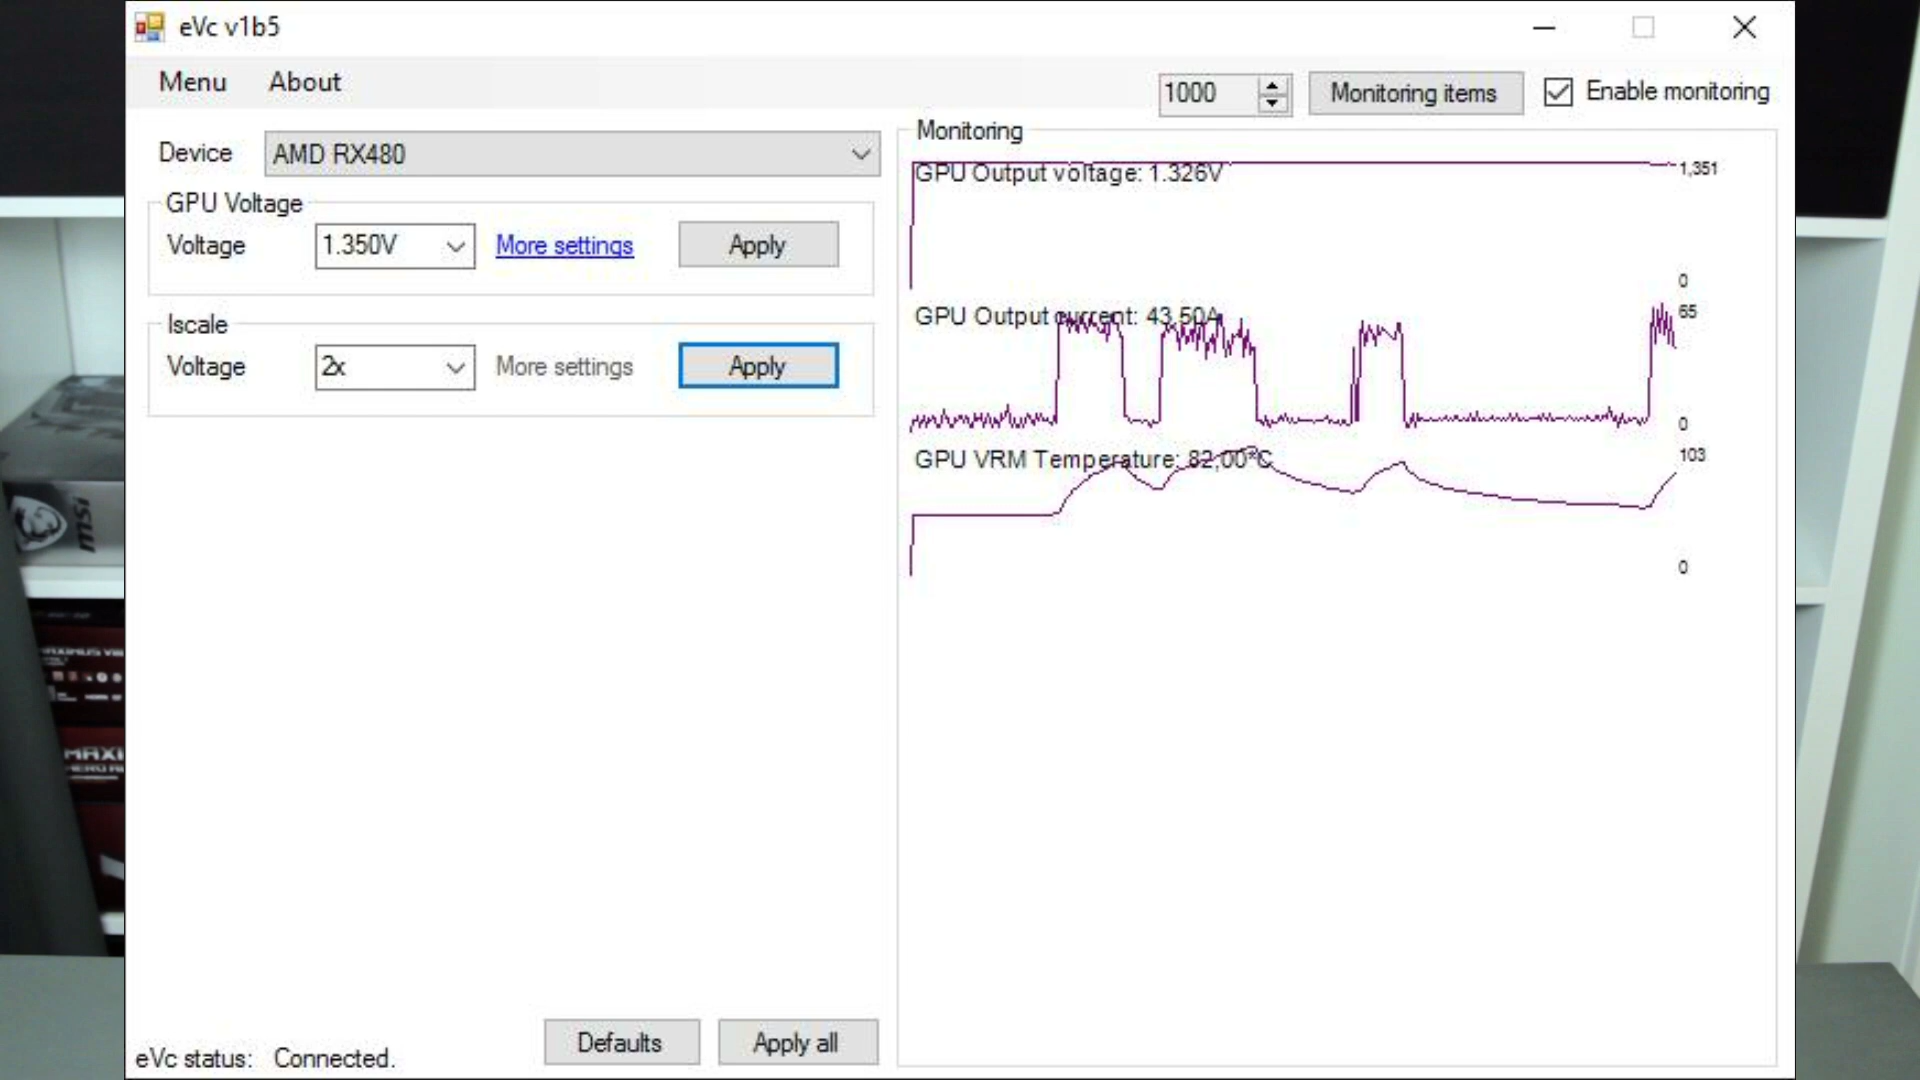 eVc v1b5
Menu About
1000 Monitoring items Enable monitoring
Device AMD RX480
GPU Voltage
Voltage 1.350V More settings Apply
Iscale
Voltage 2x More settings Apply
Monitoring
GPU Output voltage: 1.326V
1,351
0
GPU Output current: 43,50A
65
0
GPU VRM Temperature: 82,00°C
103
0
Defaults Apply all
eVc status: Connected.
msi